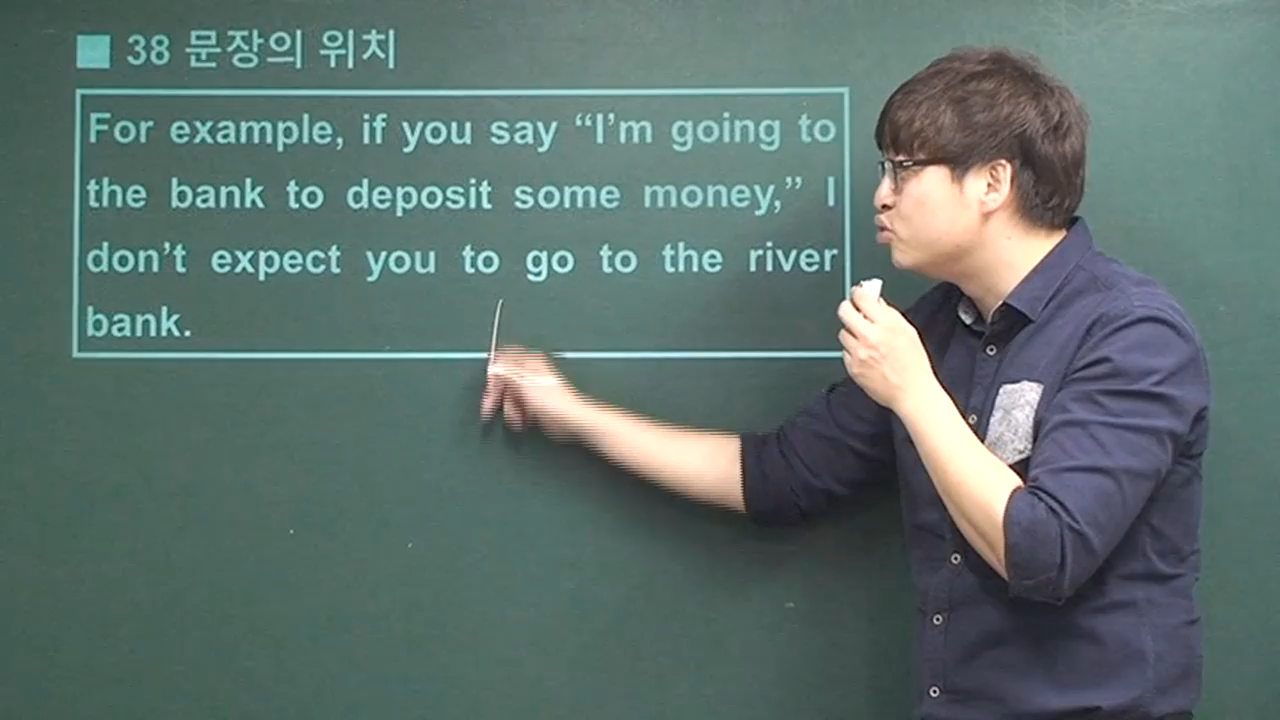 38 문장의 위치
For example, if you say “I’m going to
the bank to deposit some money,” I
don’t expect you to go to the river
bank.